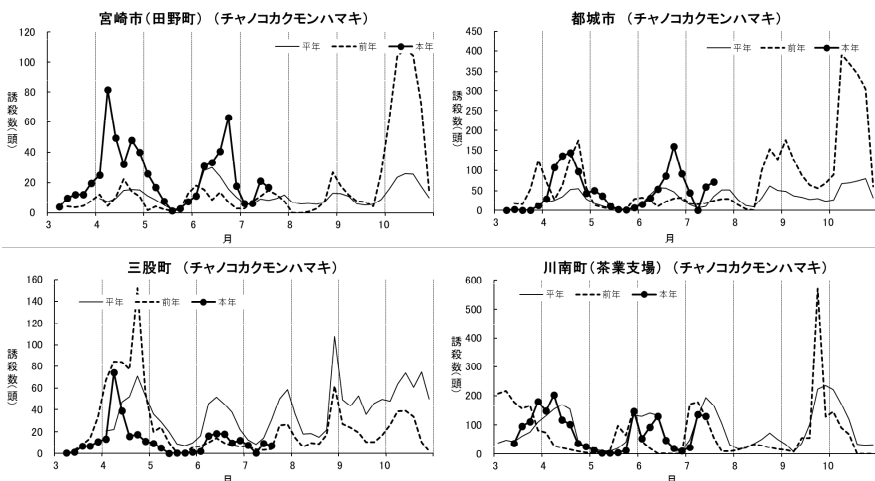 宮崎市(田野町) (チャノコカクモンハマキ)
平年 前年 本年
誘殺数(頭)
120
100
80
60
40
20
0
3 4 5 6 7 8 9 10
月
都城市 (チャノコカクモンハマキ)
平年 前年 本年
誘殺数(頭)
450
400
350
300
250
200
150
100
50
0
3 4 5 6 7 8 9 10
月
三股町 (チャノコカクモンハマキ)
平年 前年 本年
誘殺数(頭)
160
140
120
100
80
60
40
20
0
3 4 5 6 7 8 9 10
月
川南町(茶業支場) (チャノコカクモンハマキ)
平年 前年 本年
誘殺数(頭)
600
500
400
300
200
100
0
3 4 5 6 7 8 9 10
月